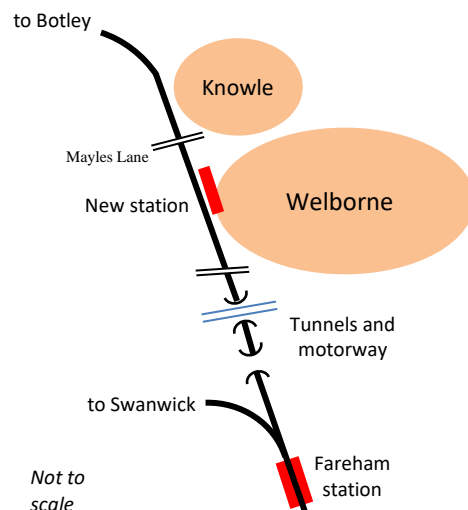 to Botley
Knowle
Mayles Lane
New station
Welborne
Tunnels and
motorway
to Swanwick
Fareham
station
Not to
scale